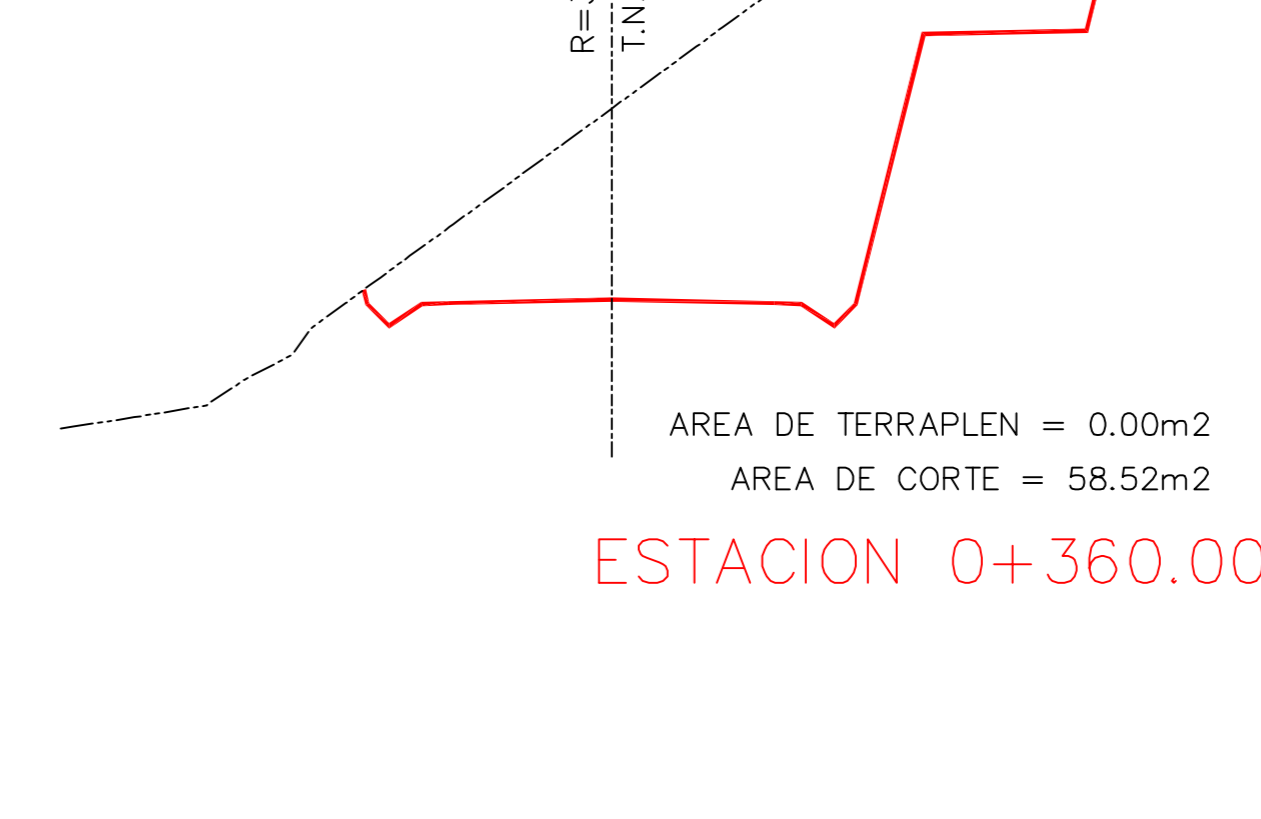 R=
T.N.
AREA DE TERRAPLEN = 0.00m2
AREA DE CORTE = 58.52m2
ESTACION 0+360.00